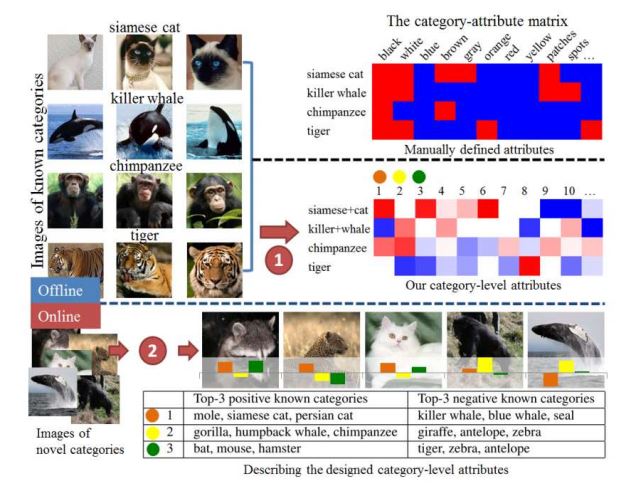 siamese cat
killer whale
chimpanzee
tiger
Images of known categories
The category-attribute matrix
black white blue brown gray orange red yellow patches spots ...
siamese cat
killer whale
chimpanzee
tiger
Manually defined attributes
1 2 3 4 5 6 7 8 9 10 ...
siamese+cat
killer+whale
chimpanzee
tiger
Our category-level attributes
1
Offline
Online
2
Images of
novel categories
Top-3 positive known categories Top-3 negative known categories
1 mole, siamese cat, persian cat killer whale, blue whale, seal
2 gorilla, humpback whale, chimpanzee giraffe, antelope, zebra
3 bat, mouse, hamster tiger, zebra, antelope
Describing the designed category-level attributes